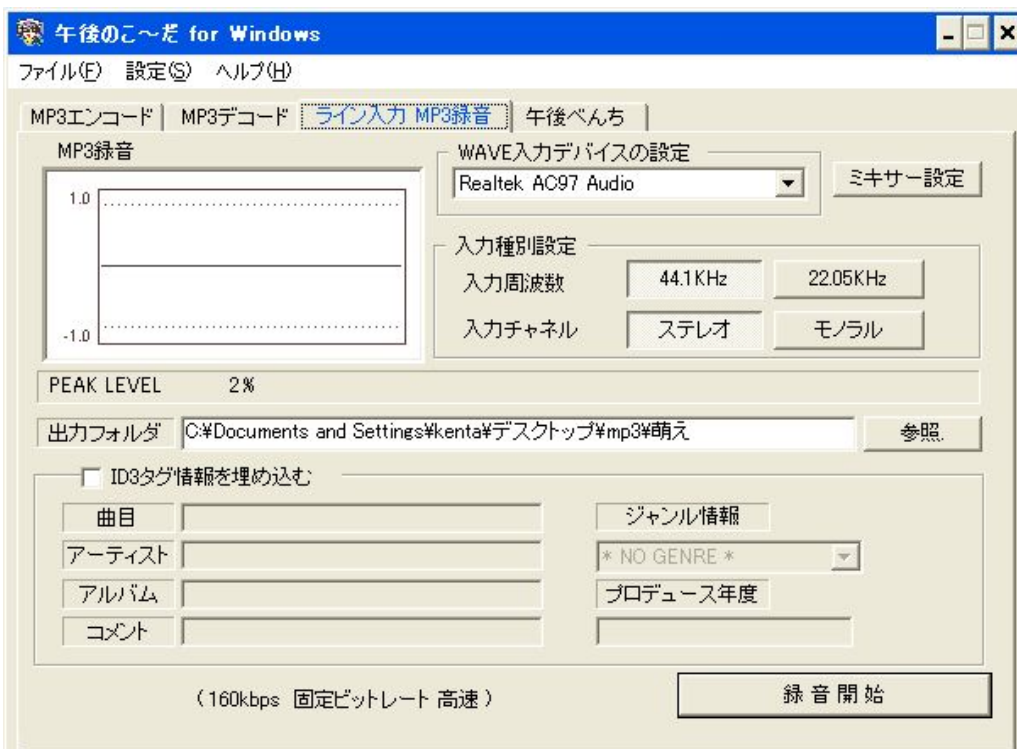 午後のこ～だ for Windows
ファイル(F) 設定(S) ヘルプ(H)
MP3エンコード MP3デコード ライン入力 MP3録音 午後べんち
MP3録音
1.0
-1.0
WAVE入力デバイスの設定
Realtek AC97 Audio
ミキサー設定
入力種別設定
入力周波数 44.1KHz 22.05KHz
入力チャネル ステレオ モノラル
PEAK LEVEL 2%
出力フォルダ C:¥Documents and Settings¥kenta¥デスクトップ¥mp3¥萌え 参照
ID3タグ情報を埋め込む
曲目
アーティスト
アルバム
コメント
ジャンル情報
* NO GENRE *
プロデュース年度
(160kbps 固定ビットレート 高速)
録音開始